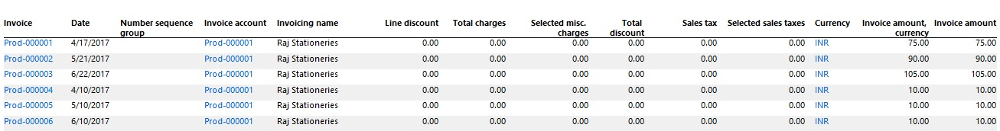 Invoice Date Number sequence group Invoice account Invoicing name Line discount Total charges Selected misc. charges Total discount Sales tax Selected sales taxes Currency Invoice amount, currency Invoice amount
Prod-000001 4/17/2017 Prod-000001 Raj Stationeries 0.00 0.00 0.00 0.00 0.00 0.00 INR 75.00 75.00
Prod-000002 5/21/2017 Prod-000001 Raj Stationeries 0.00 0.00 0.00 0.00 0.00 0.00 INR 90.00 90.00
Prod-000003 6/22/2017 Prod-000001 Raj Stationeries 0.00 0.00 0.00 0.00 0.00 0.00 INR 105.00 105.00
Prod-000004 4/10/2017 Prod-000001 Raj Stationeries 0.00 0.00 0.00 0.00 0.00 0.00 INR 10.00 10.00
Prod-000005 5/10/2017 Prod-000001 Raj Stationeries 0.00 0.00 0.00 0.00 0.00 0.00 INR 10.00 10.00
Prod-000006 6/10/2017 Prod-000001 Raj Stationeries 0.00 0.00 0.00 0.00 0.00 0.00 INR 10.00 10.00